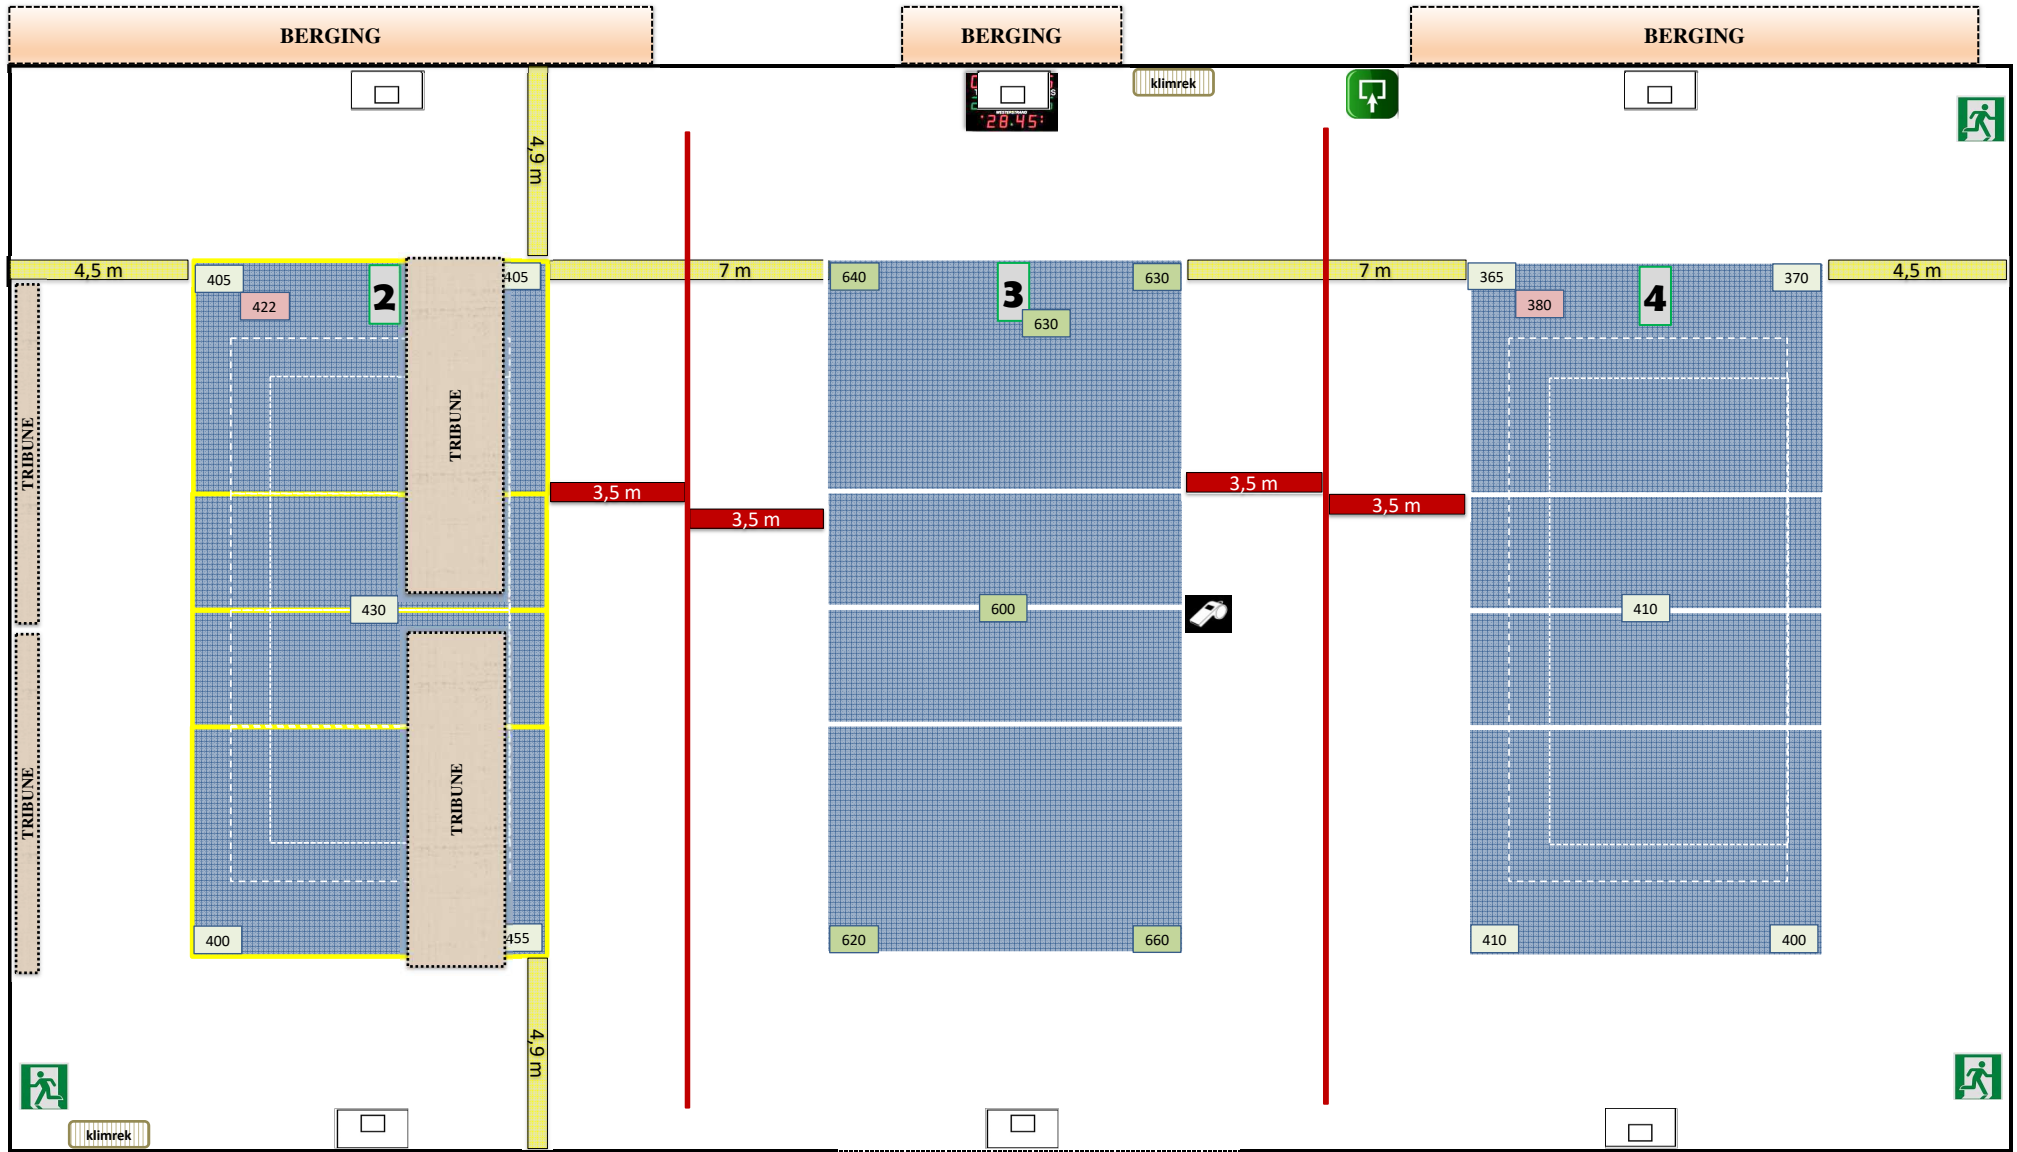 BERGING
BERGING
BERGING
klimrek
WESTERSTRAND
28.45:
4,9 m
4,5 m
7 m
7 m
4,5 m
405
422
2
405
640
3
630
630
365
380
4
370
TRIBUNE
TRIBUNE
3,5 m
3,5 m
3,5 m
3,5 m
430
600
410
TRIBUNE
TRIBUNE
400
455
620
660
410
400
4,9 m
klimrek